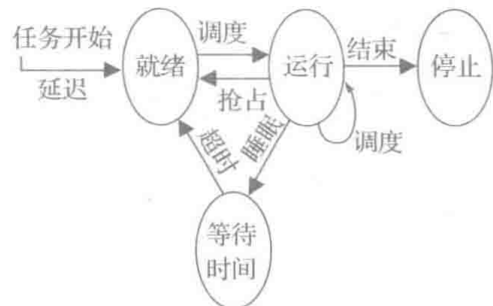 任务开始
延迟
就绪
调度
抢占
运行
结束
停止
调度
睡眠
超时
等待
时间